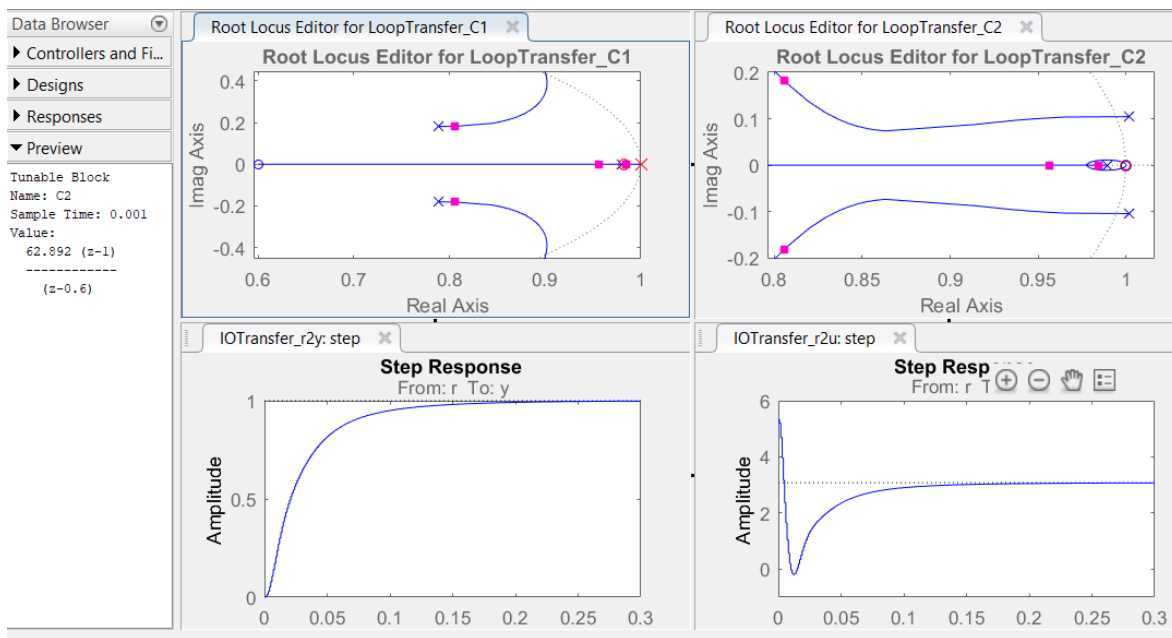 Data Browser
Controllers and Fi...
Designs
Responses
Preview
Tunable Block
Name: C2
Sample Time: 0.001
Value:
62.892 (z-1)
------------
(z-0.6)
Root Locus Editor for LoopTransfer_C1
Root Locus Editor for LoopTransfer_C1
Imag Axis
0.4
0.2
0
-0.2
-0.4
0.6 0.7 0.8 0.9 1
Real Axis
Root Locus Editor for LoopTransfer_C2
Root Locus Editor for LoopTransfer_C2
Imag Axis
0.2
0.1
0
-0.1
-0.2
0.8 0.85 0.9 0.95 1
Real Axis
IOTransfer_r2y: step
Step Response
From: r To: y
Amplitude
1
0.5
0
0 0.05 0.1 0.15 0.2 0.25 0.3
IOTransfer_r2u: step
Step Resp
From: r T
Amplitude
6
4
2
0
0 0.05 0.1 0.15 0.2 0.25 0.3